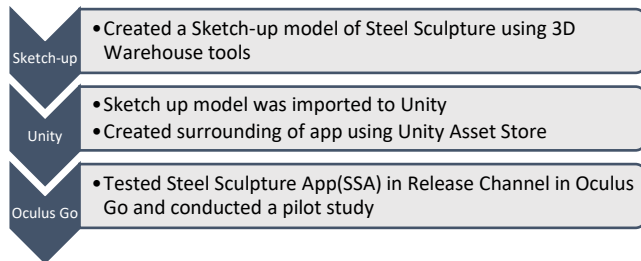 •Created a Sketch-up model of Steel Sculpture using 3D
Warehouse tools
Sketch-up
•Sketch up model was imported to Unity
•Created surrounding of app using Unity Asset Store
Unity
•Tested Steel Sculpture App(SSA) in Release Channel in Oculus
Go and conducted a pilot study
Oculus Go